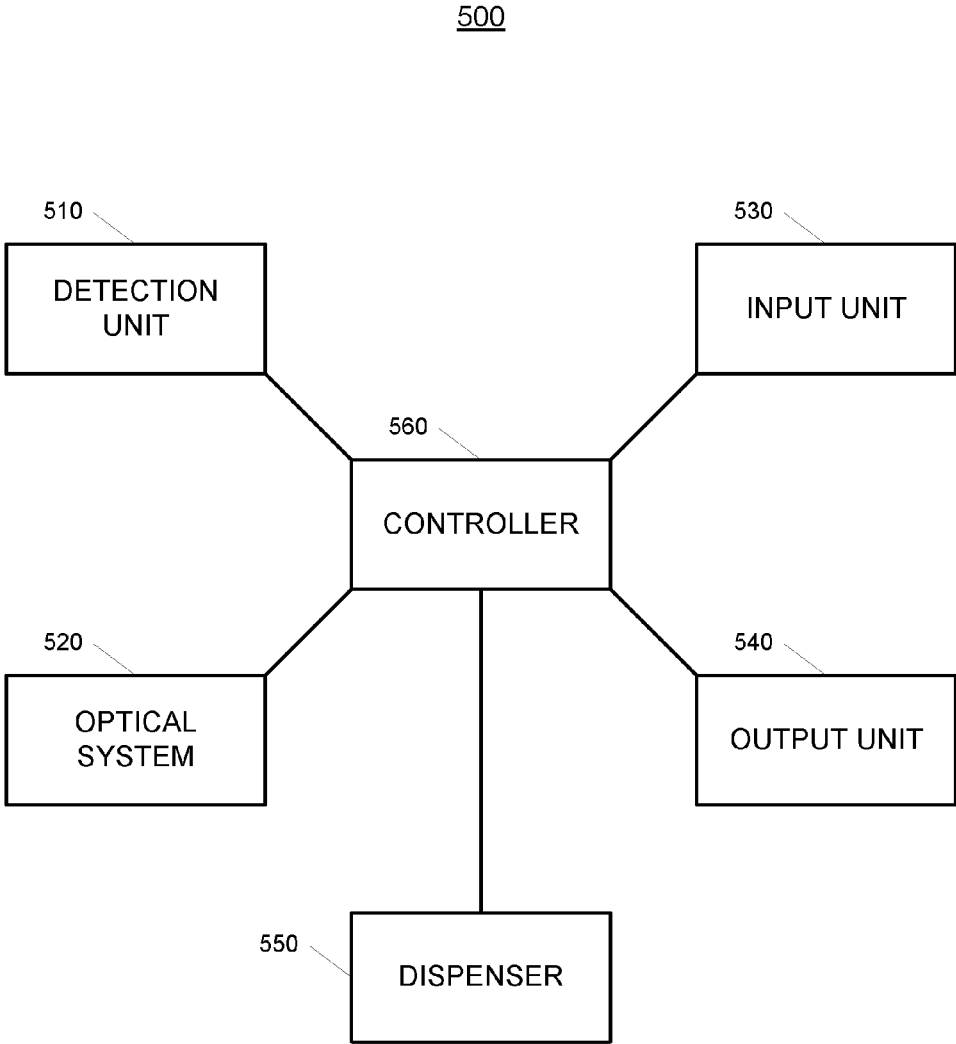 500
510
530
DETECTION
UNIT
INPUT UNIT
560
CONTROLLER
520
540
OPTICAL
SYSTEM
OUTPUT UNIT
550
DISPENSER